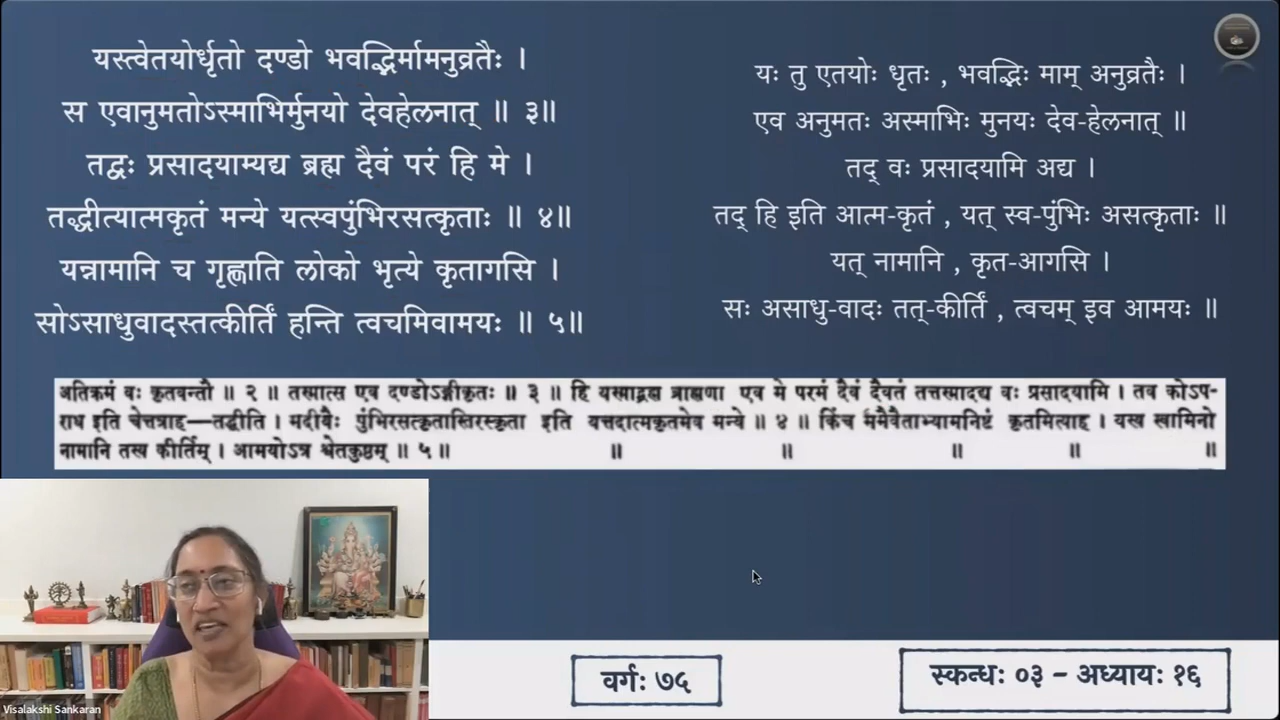 यस्त्वेतयोर्धृतो दण्डो भवद्भिर्मामनुव्रतैः ।
स एवानुमतोऽस्माभिर्मुनयो देवहेलनात् ॥ ३॥
तद्वः प्रसादयाम्यद्य ब्रह्म दैवं परं हि मे ।
तद्धीत्यात्मकृतं मन्ये यत्स्वपुंभिरसत्कृताः ॥ ४॥
यन्नामानि च गृह्णाति लोको भृत्ये कृतागसि ।
सोऽसाधुवादस्तत्कीर्तिं हन्ति त्वचमिवामयः ॥ ५॥
यः तु एतयोः धृतः , भवद्भिः माम् अनुव्रतैः ।
एव अनुमतः अस्माभिः मुनयः देव-हेलनात् ॥
तद् वः प्रसादयामि अद्य ।
तद् हि इति आत्म-कृतं , यत् स्व-पुंभिः असत्कृताः ॥
यत् नामानि , कृत-आगसि ।
सः असाधु-वादः तत्-कीर्तिं , त्वचम् इव आमयः ॥
अतिक्रमं वः कृतवन्तौ ॥ २ ॥ तस्मात्स एव दण्डोऽङ्गीकृतः ॥ ३ ॥ हि यस्माद्ब्रह्म ब्राह्मणा एव मे परमं दैवं दैवतं तत्तस्मादद्य वः प्रसादयामि । तव कोऽप-
राध इति चेत्तत्राह—तद्धीति । मदीयैः पुंभिरसत्कृतास्तिरस्कृता इति यत्तदात्मकृतमेव मन्ये ॥ ४ ॥ किंच ममैवैताभ्यामनिष्टं कृतमित्याह । यस्य स्वामिनो
नामानि तस्य कीर्तिम् । आमयोऽत्र श्वेतकुष्ठम् ॥ ५ ॥ ॥ ॥ ॥ ॥ ॥
Visalakshi Sankaran
वर्गः ७५
स्कन्धः ०३ – अध्यायः १६